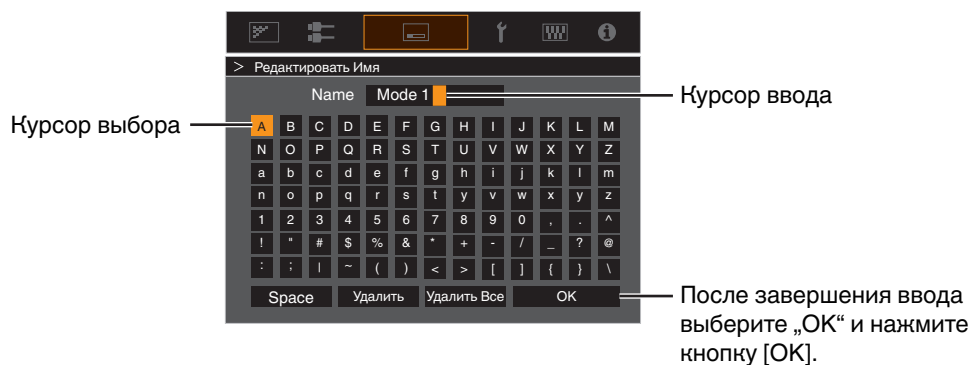 > Редактировать Имя
Name Mode 1
Курсор ввода
Курсор выбора
A B C D E F G H I J K L M
N O P Q R S T U V W X Y Z
a b c d e f g h i j k l m
n o p q r s t y v w x y z
1 2 3 4 5 6 7 8 9 0 , . ^
! " # $ % & * + - / _ ? @
: ; | ~ ( ) < > [ ] { } \
Space Удалить Удалить Все OK
После завершения ввода
выберите „OK“ и нажмите
кнопку [OK].